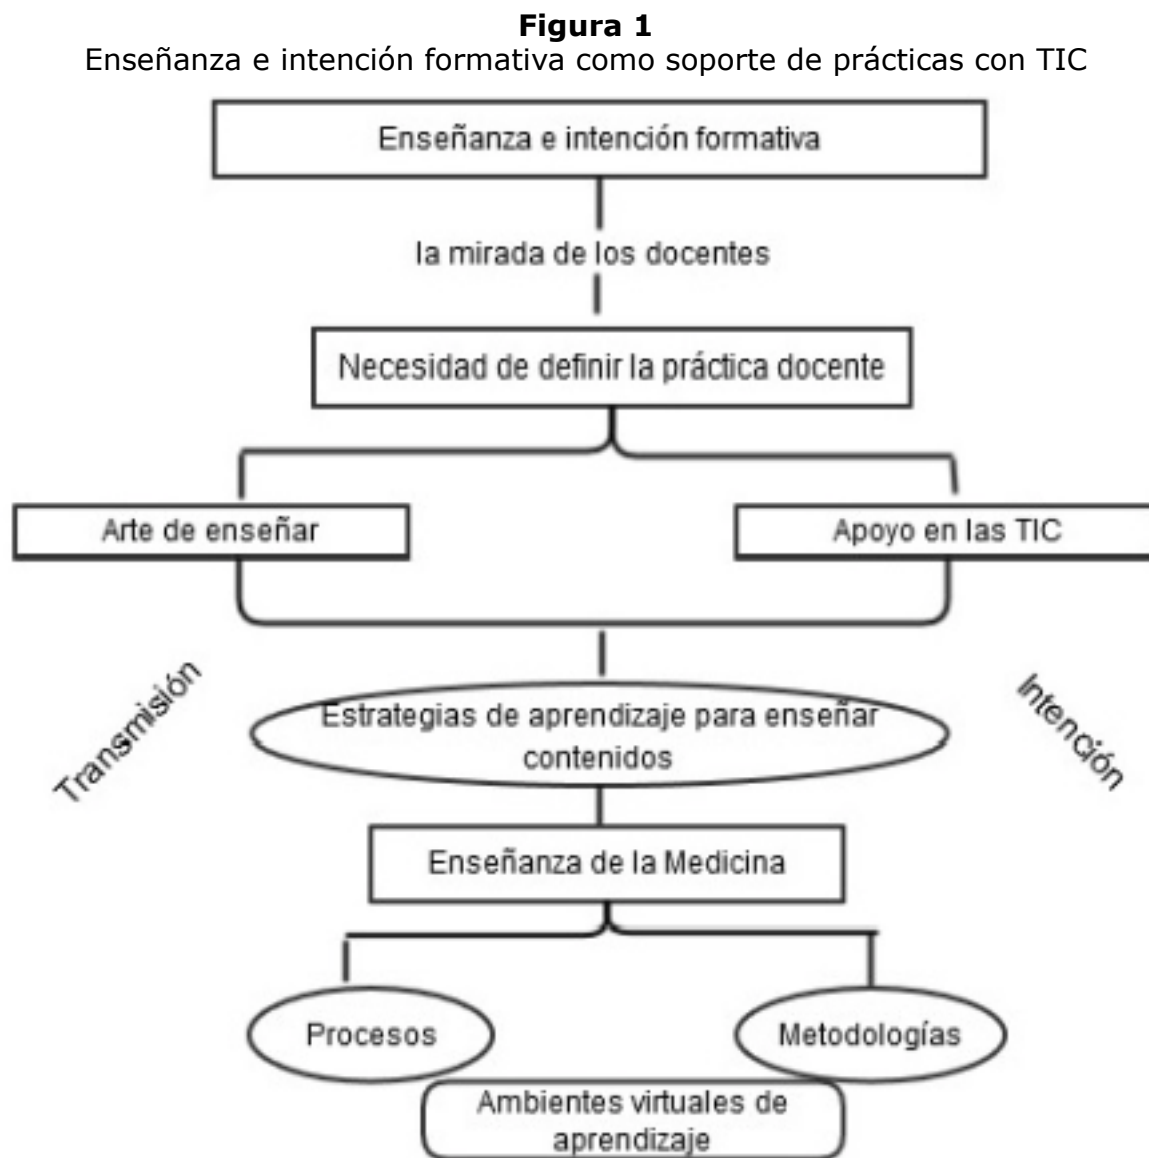 Figura 1
Enseñanza e intención formativa como soporte de prácticas con TIC
Enseñanza e intención formativa
la mirada de los docentes
Necesidad de definir la práctica docente
Arte de enseñar
Apoyo en las TIC
Transmisión
Intención
Estrategias de aprendizaje para enseñar
contenidos
Enseñanza de la Medicina
Procesos
Metodologías
Ambientes virtuales de
aprendizaje